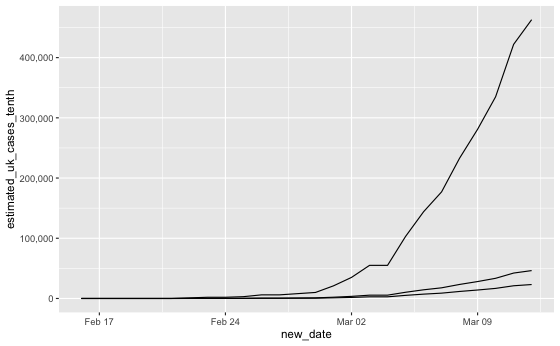 400,000
300,000
200,000
100,000
0
estimated_uk_cases_tenth
Feb 17
Feb 24
Mar 02
Mar 09
new_date